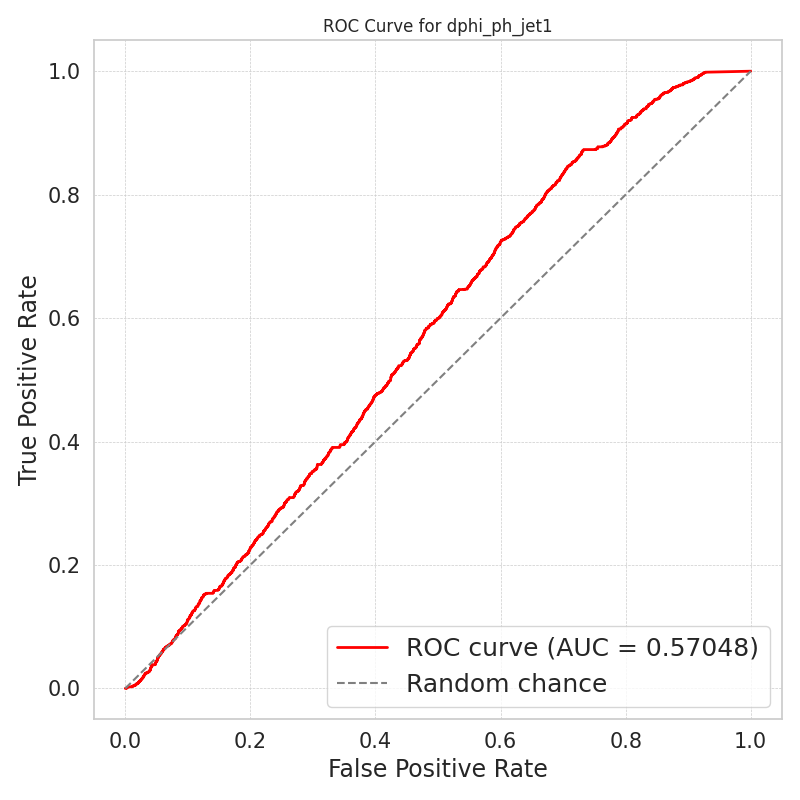 ROC Curve for dphi_ph_jet1
True Positive Rate
1.0
0.8
0.6
0.4
0.2
0.0
ROC curve (AUC = 0.57048)
Random chance
0.0 0.2 0.4 0.6 0.8 1.0
False Positive Rate